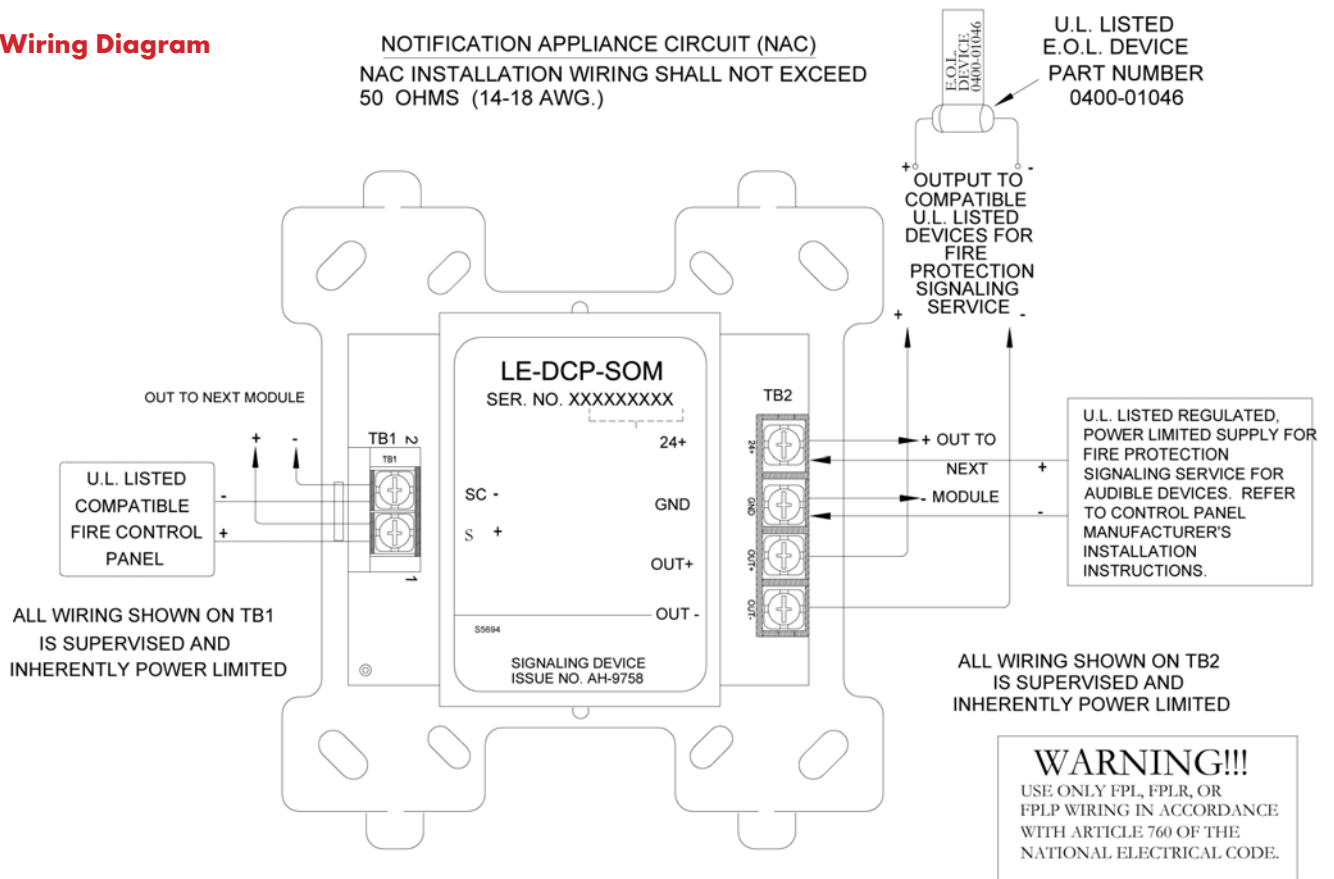 Wiring Diagram
NOTIFICATION APPLIANCE CIRCUIT (NAC)
NAC INSTALLATION WIRING SHALL NOT EXCEED
50 OHMS (14-18 AWG.)
E.O.L.
DEVICE
0400-01046
U.L. LISTED
E.O.L. DEVICE
PART NUMBER
0400-01046
+ -
OUTPUT TO
COMPATIBLE
U.L. LISTED
DEVICES FOR
FIRE
PROTECTION
SIGNALING
SERVICE
+ -
OUT TO NEXT MODULE
+ -
U.L. LISTED
COMPATIBLE
FIRE CONTROL
PANEL
-
+
TB1 2
TB1
1
ALL WIRING SHOWN ON TB1
IS SUPERVISED AND
INHERENTLY POWER LIMITED
LE-DCP-SOM
SER. NO. XXXXXXXXX
24+
SC -
GND
S +
OUT+
OUT -
S5694
SIGNALING DEVICE
ISSUE NO. AH-9758
TB2
24+
GND
OUT+
OUT-
+ OUT TO
NEXT
- MODULE
+
-
U.L. LISTED REGULATED,
POWER LIMITED SUPPLY FOR
FIRE PROTECTION
SIGNALING SERVICE FOR
AUDIBLE DEVICES. REFER
TO CONTROL PANEL
MANUFACTURER'S
INSTALLATION
INSTRUCTIONS.
ALL WIRING SHOWN ON TB2
IS SUPERVISED AND
INHERENTLY POWER LIMITED
WARNING!!!
USE ONLY FPL, FPLR, OR
FPLP WIRING IN ACCORDANCE
WITH ARTICLE 760 OF THE
NATIONAL ELECTRICAL CODE.